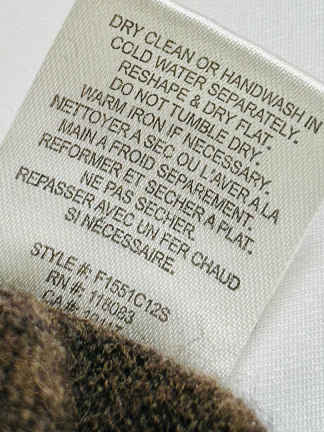 DRY CLEAN OR HANDWASH IN
COLD WATER SEPARATELY.
RESHAPE & DRY FLAT.
DO NOT TUMBLE DRY.
WARM IRON IF NECESSARY.
NETTOYER A SEC OU L'AVER A LA
MAIN A FROID SEPAREMENT.
REFORMER ET SECHER A PLAT.
NE PAS SECHER.
REPASSER AVEC UN FER CHAUD
SI NÉCESSAIRE.
STYLE #: F1551C12S
RN #: 118083
CA#: